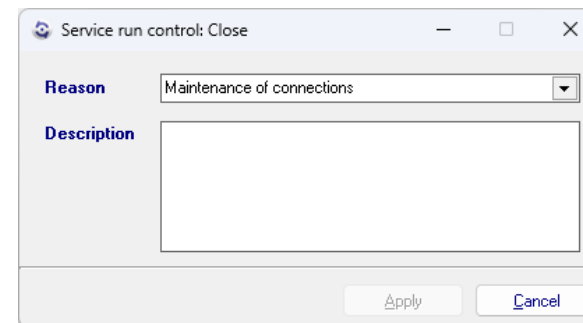 Service run control: Close
Reason
Maintenance of connections
Description
Apply
Cancel